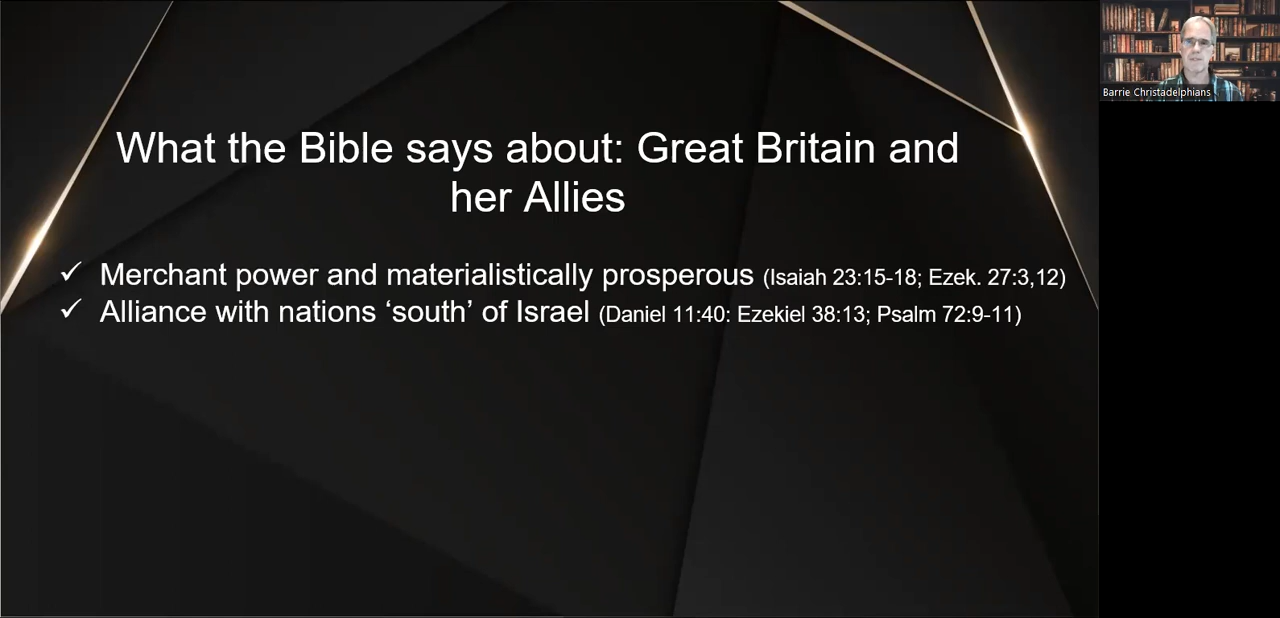 What the Bible says about: Great Britain and
her Allies
✓ Merchant power and materialistically prosperous (Isaiah 23:15-18; Ezek. 27:3,12)
✓ Alliance with nations ‘south’ of Israel (Daniel 11:40: Ezekiel 38:13; Psalm 72:9-11)
Barrie Christadelphians